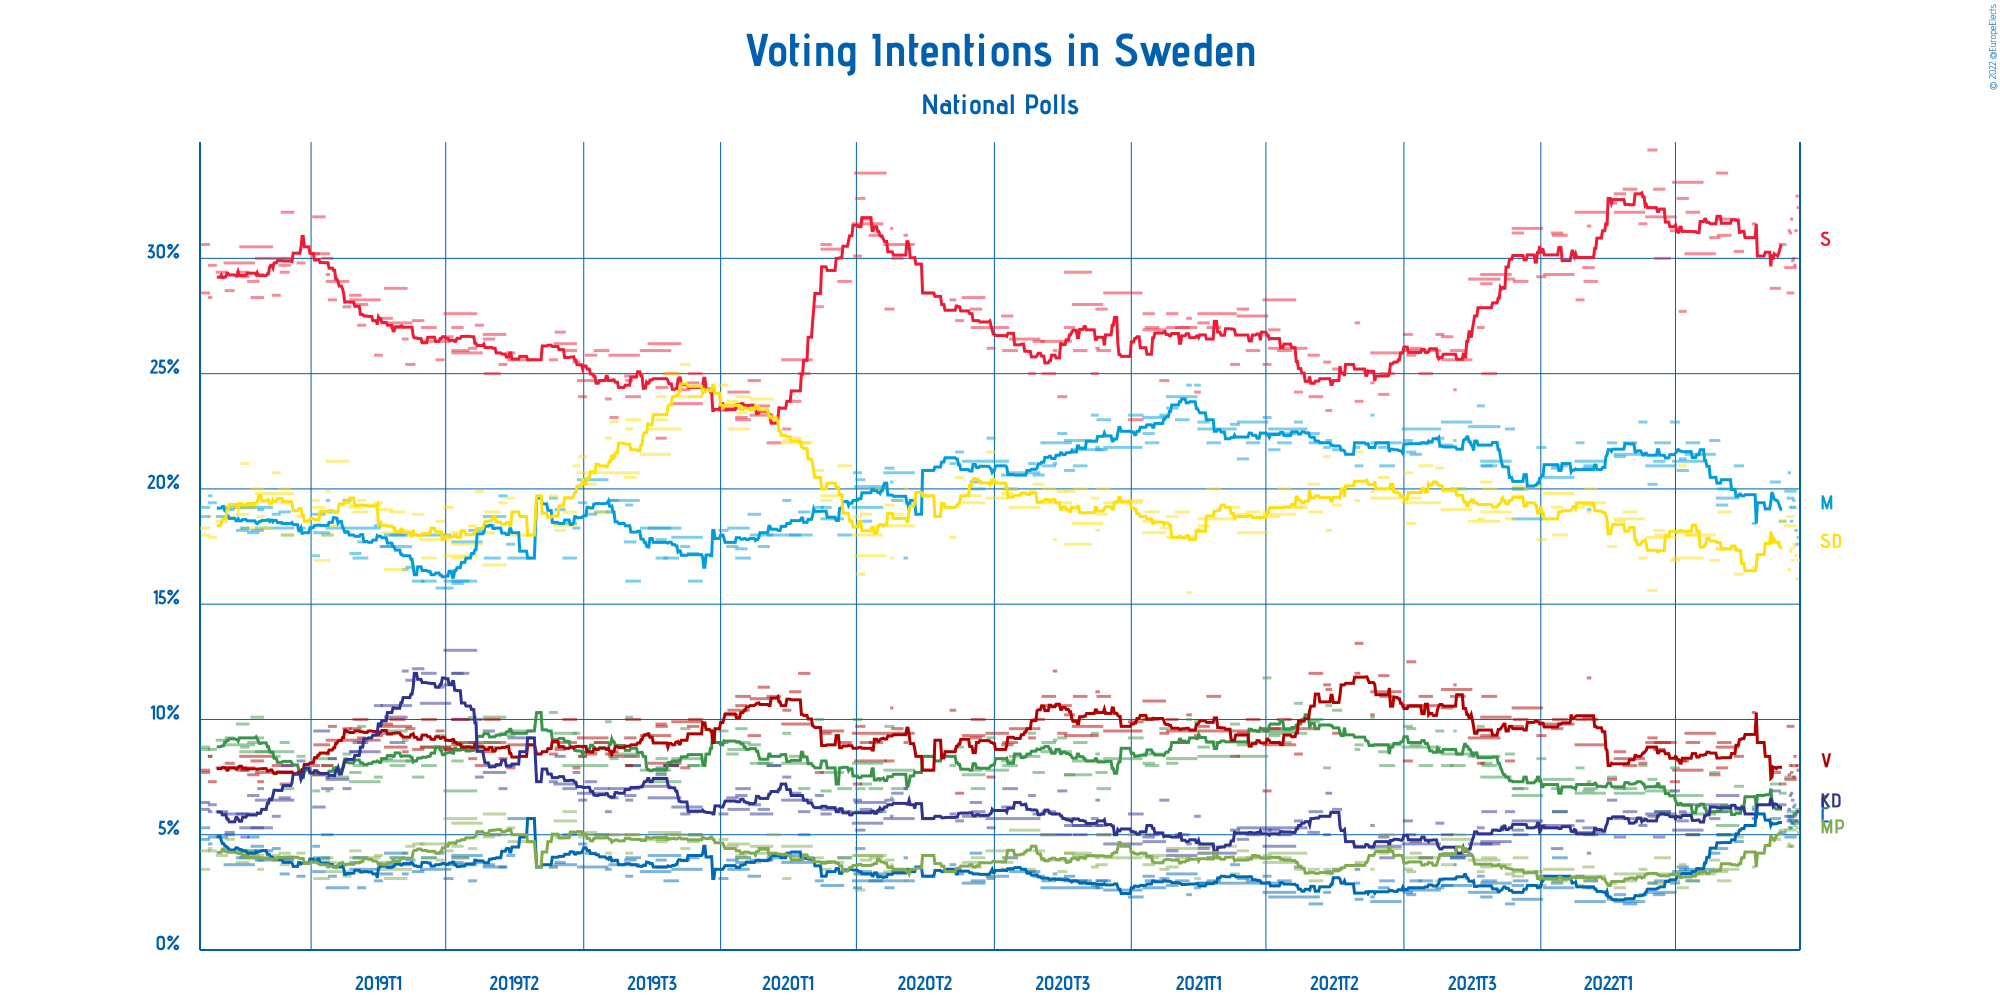 © 2022 @EuropeElects
Voting Intentions in Sweden
National Polls
30%
25%
20%
15%
10%
5%
0%
S
M
SD
V
KD
MP
2019T1 2019T2 2019T3 2020T1 2020T2 2020T3 2021T1 2021T2 2021T3 2022T1